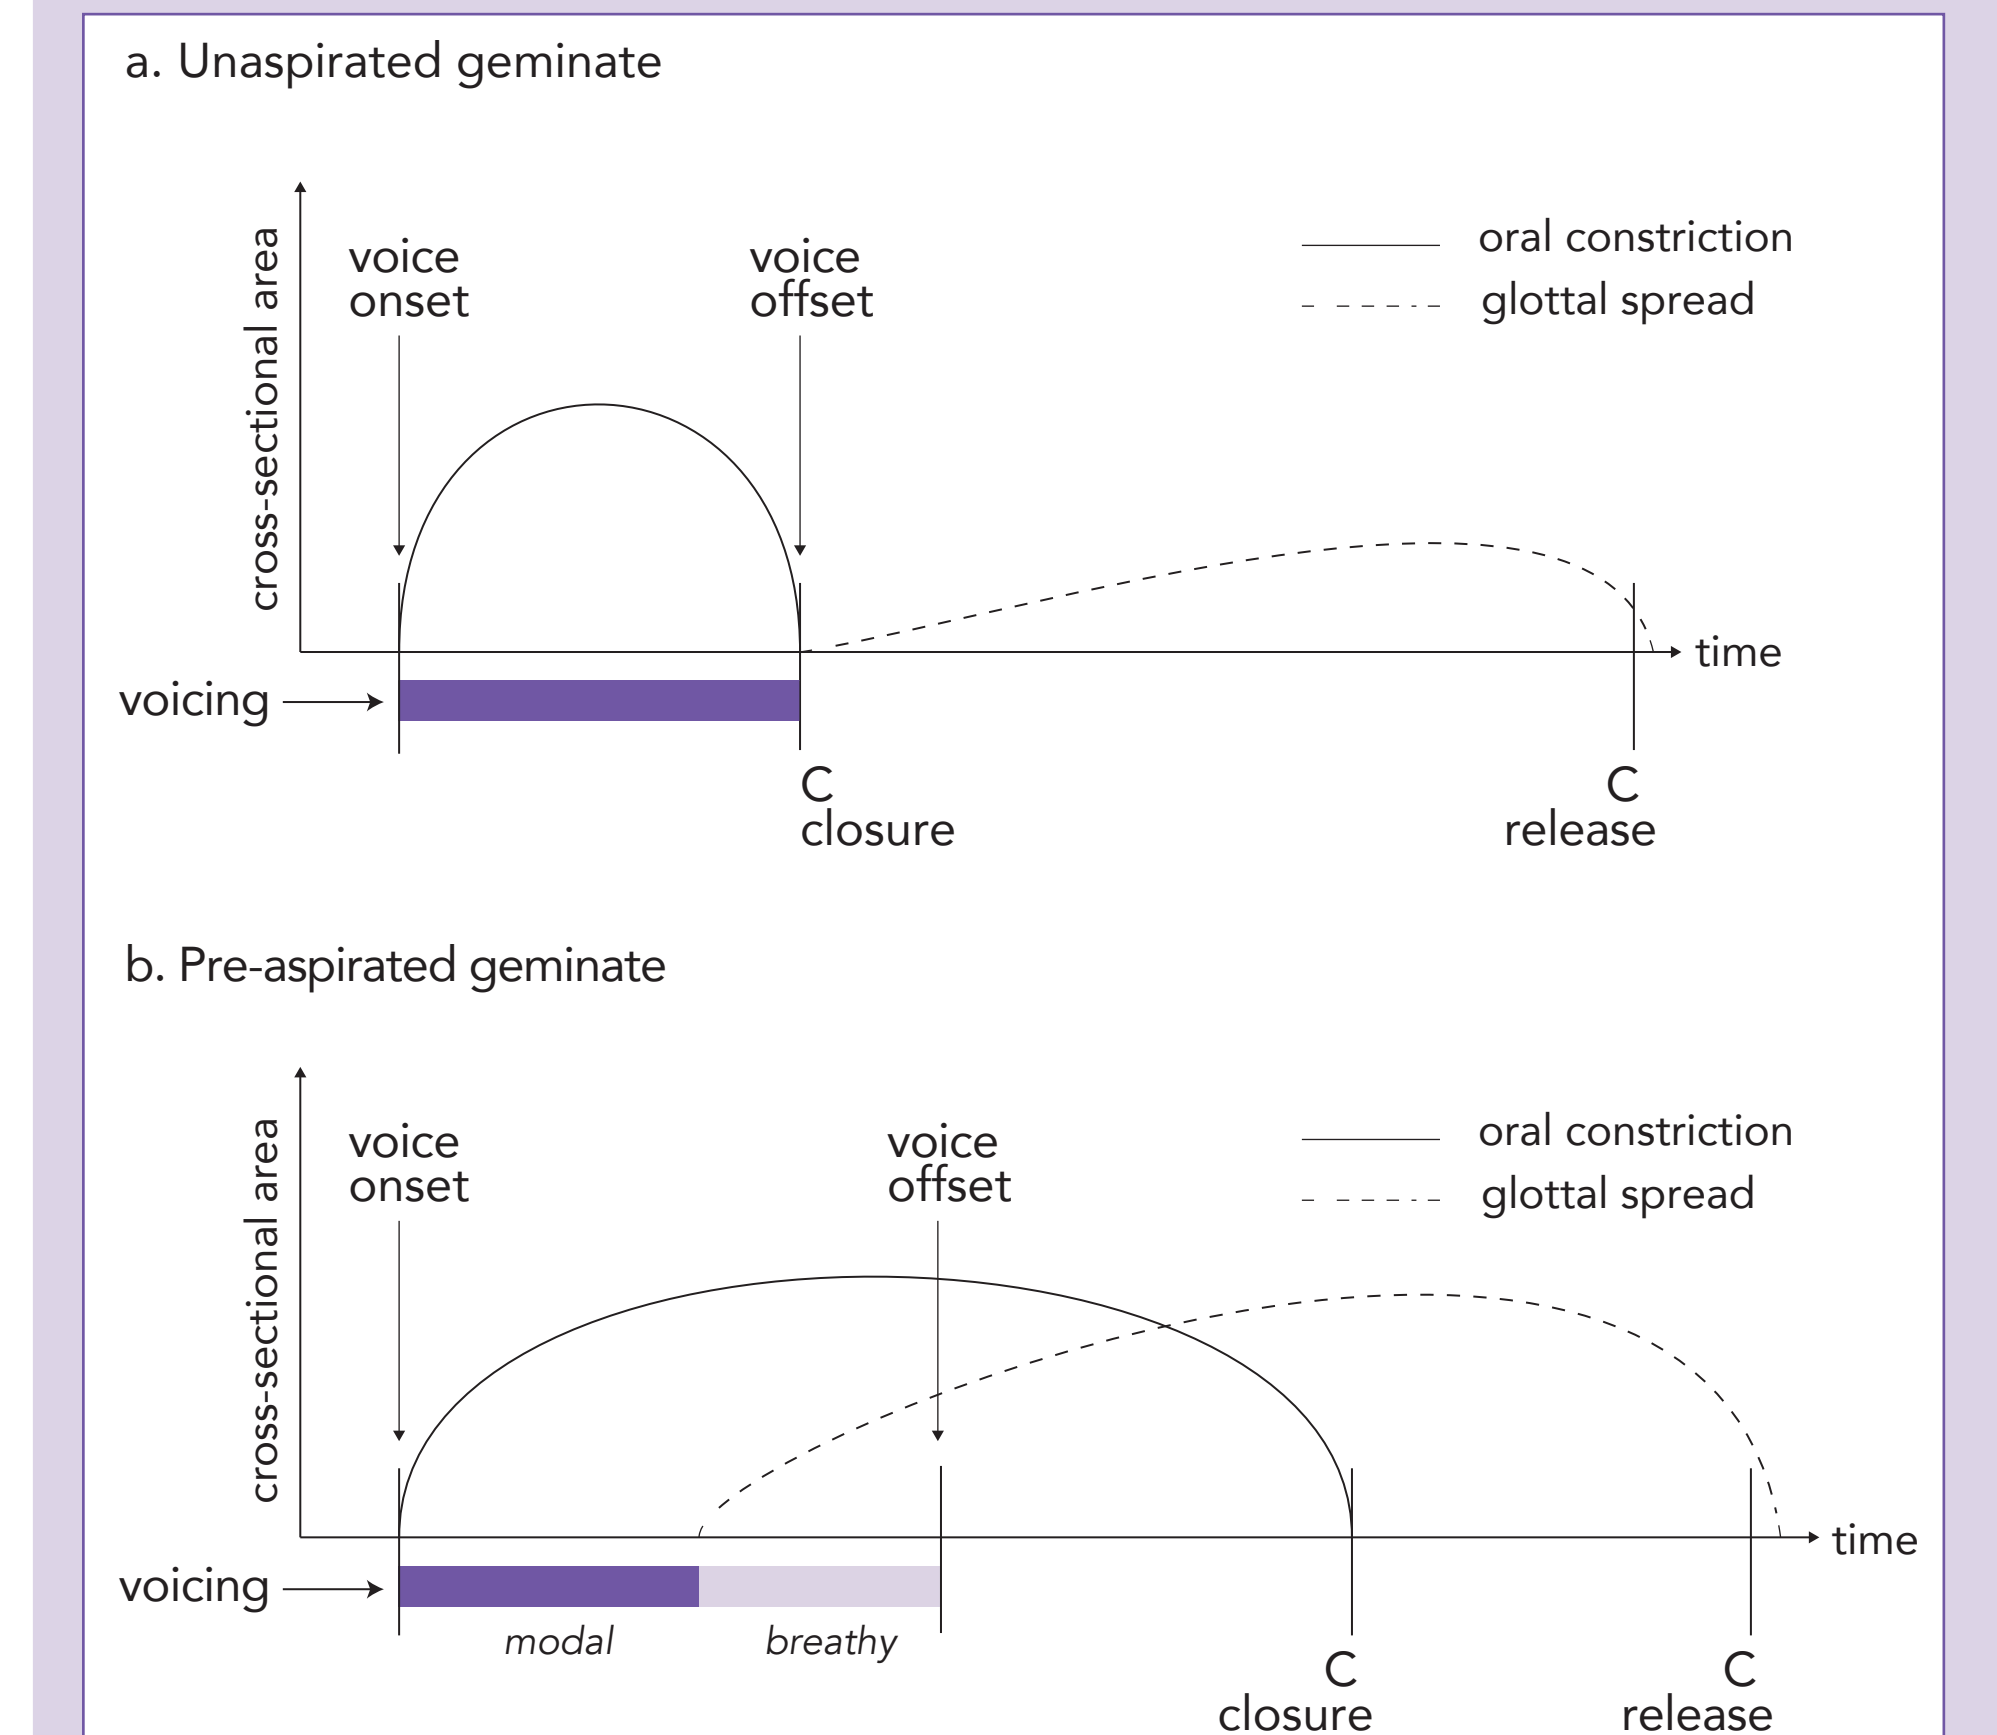 a. Unaspirated geminate
cross-sectional area
voice
onset
voice
offset
oral constriction
glottal spread
time
voicing
C
closure
C
release
b. Pre-aspirated geminate
cross-sectional area
voice
onset
voice
offset
oral constriction
glottal spread
time
voicing
modal
breathy
C
closure
C
release